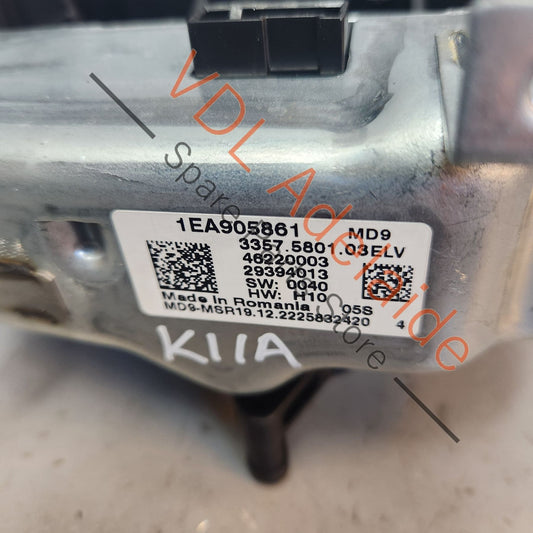 1EA905861 MD9
3357.5801.03ELV
46220003
29394013
SW: 0040
HW: H10
Made in Romania 05S
MD9-MSR19.12.2225832420 4
K11A
VDL Adelaide
Spare Parts Store